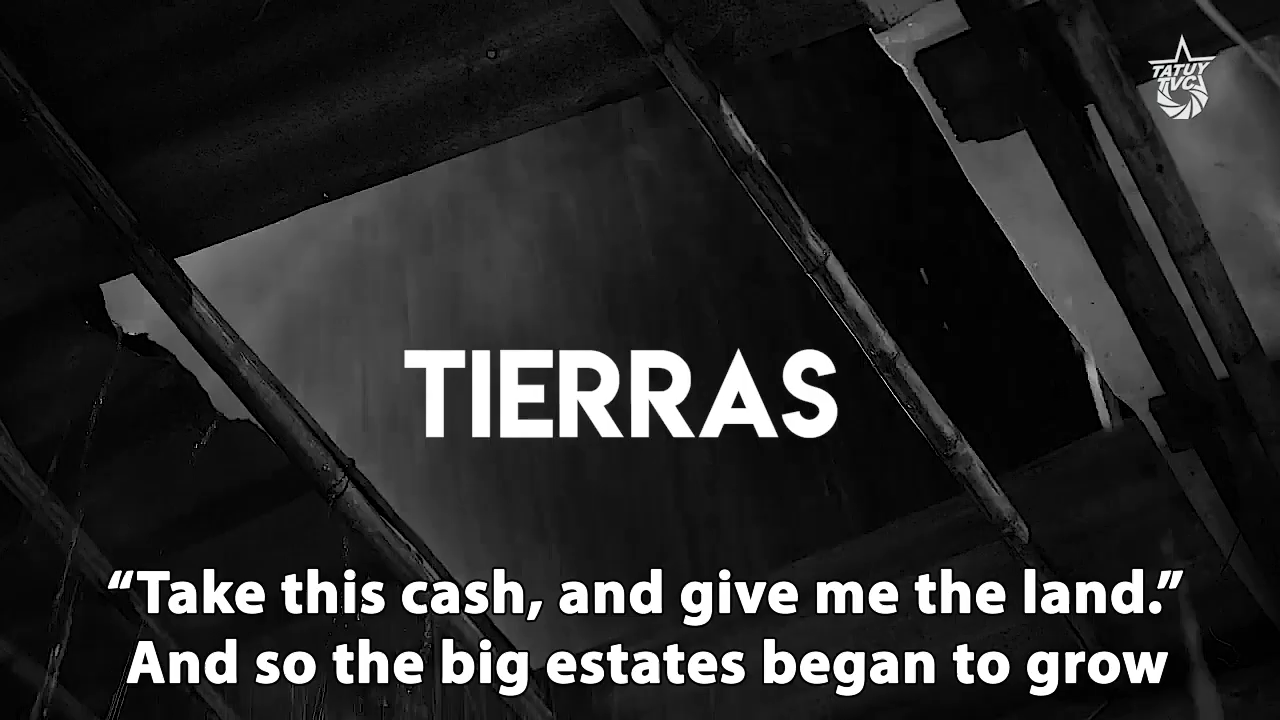 TATUY
TVC
TIERRAS
“Take this cash, and give me the land.”
And so the big estates began to grow